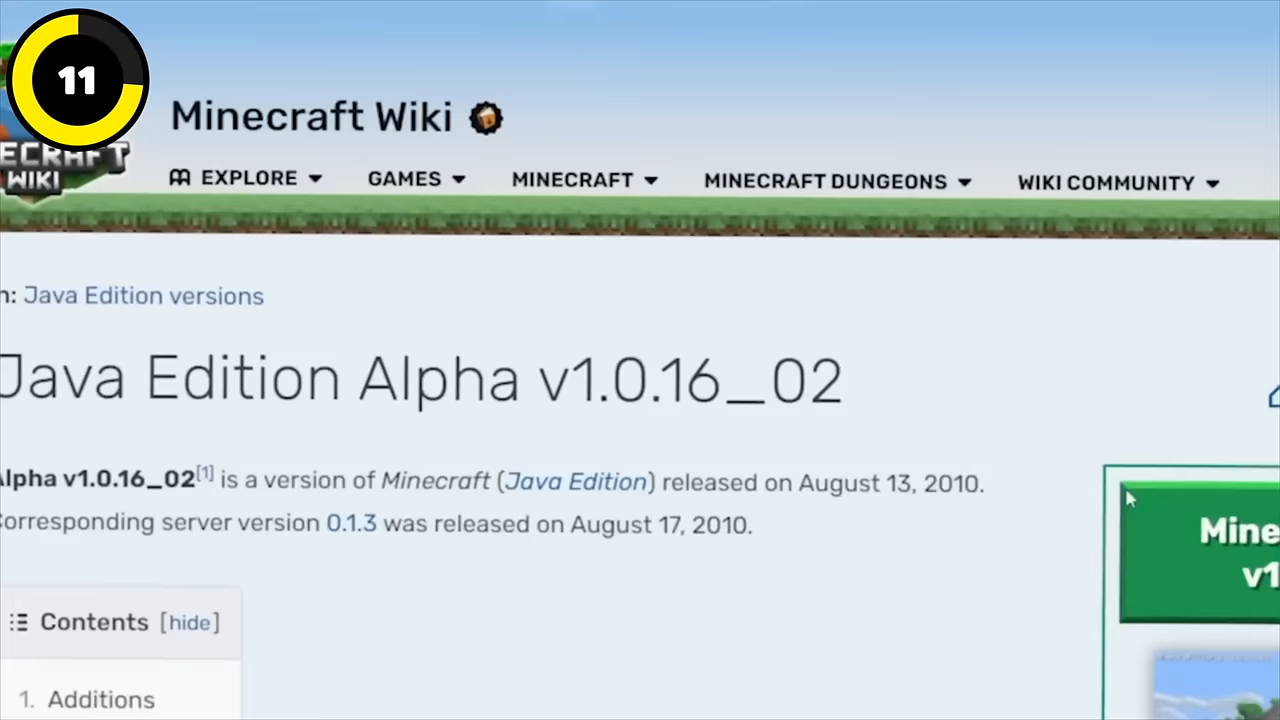 11
ECRAFT
WIKI
Minecraft Wiki
EXPLORE
GAMES
MINECRAFT
MINECRAFT DUNGEONS
WIKI COMMUNITY
n: Java Edition versions
Java Edition Alpha v1.0.16_02
Alpha v1.0.16_02[1] is a version of Minecraft (Java Edition) released on August 13, 2010.
Corresponding server version 0.1.3 was released on August 17, 2010.
Mine
v1
Contents [hide]
1. Additions